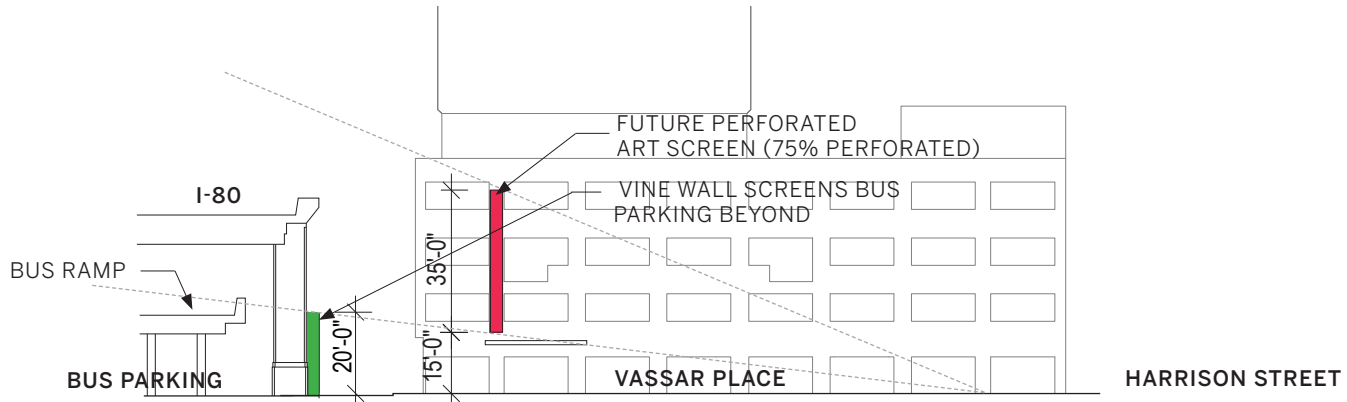 FUTURE PERFORATED
ART SCREEN (75% PERFORATED)
VINE WALL SCREENS BUS
PARKING BEYOND
I-80
BUS RAMP
35'-0"
20'-0"
15'-0"
BUS PARKING
VASSAR PLACE
HARRISON STREET